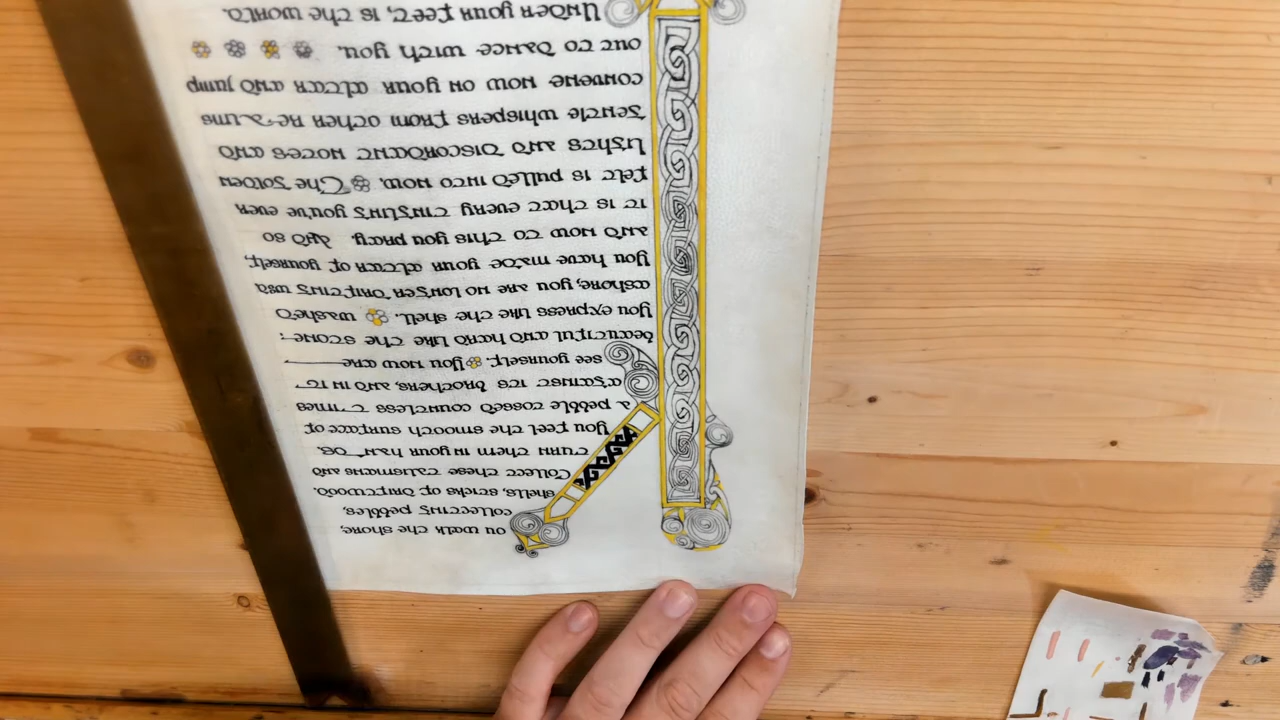 You walk the shore,
collecting pebbles,
shells, sticks of driftwood.
Collect these talismans and
turn them in your hands.
you feel the smooth surface of
a pebble tossed countless times
against its brothers, and in it
see yourself. You now are
beautiful and hard like the stone:
you express like the shell. washed
ashore, you are no longer drifting
you have made your altar of yourself,
and now to this you pray. And so
it is that every tingling you've ever
felt is pulled into now. The golden
lights and discordant notes and
gentle whispers from other realms
convene now on your altar and jump
out to dance with you.
Under your feet, is the world.